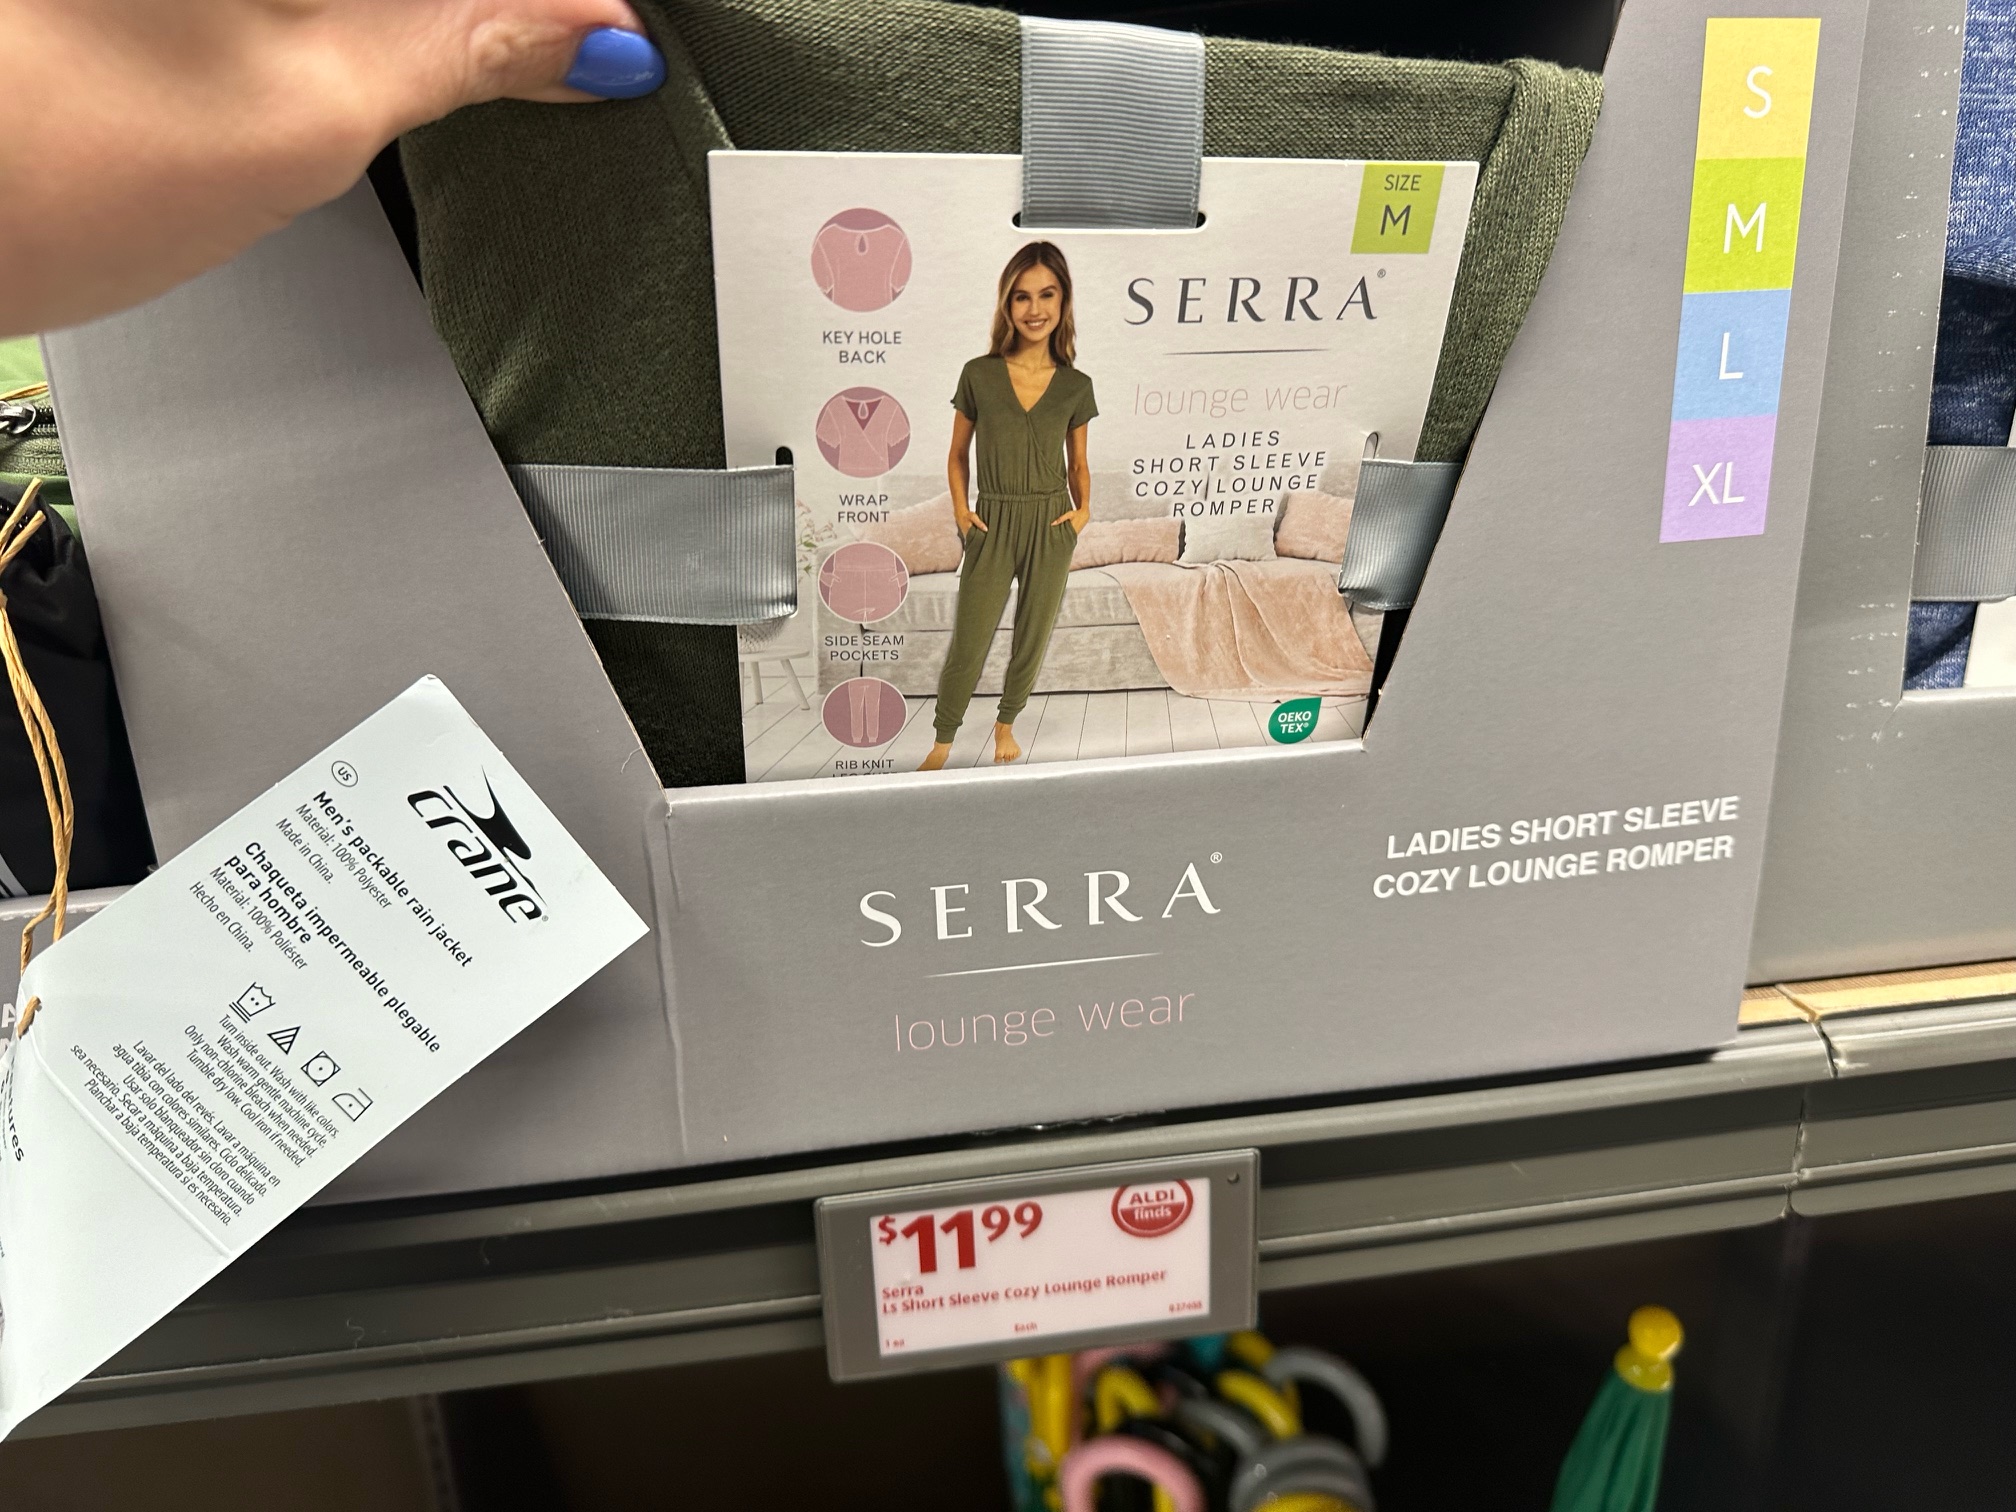 SIZE
M
SERRA®
lounge wear
LADIES
SHORT SLEEVE
COZY LOUNGE
ROMPER
KEY HOLE
BACK
WRAP
FRONT
SIDE SEAM
POCKETS
RIB KNIT
OEKO
TEX®
S
M
L
XL
SERRA®
lounge wear
LADIES SHORT SLEEVE
COZY LOUNGE ROMPER
US
crane®
Men's packable rain jacket
Material: 100% Polyester
Made in China.
Chaqueta impermeable plegable
para hombre
Material: 100% Poliéster
Hecho en China.
Turn inside out. Wash with like colors.
Wash warm gentle machine cycle.
Only non-chlorine bleach when needed.
Tumble dry low. Cool iron if needed.
Lavar del lado del revés. Lavar a máquina en
agua tibia con colores similares. Ciclo delicado.
Usar solo blanqueador sin cloro cuando
sea necesario. Secar a máquina a baja temperatura.
Planchar a baja temperatura si es necesario.
$1199
ALDI
finds
Serra
Ls Short Sleeve Cozy Lounge Romper
Each
1 ea